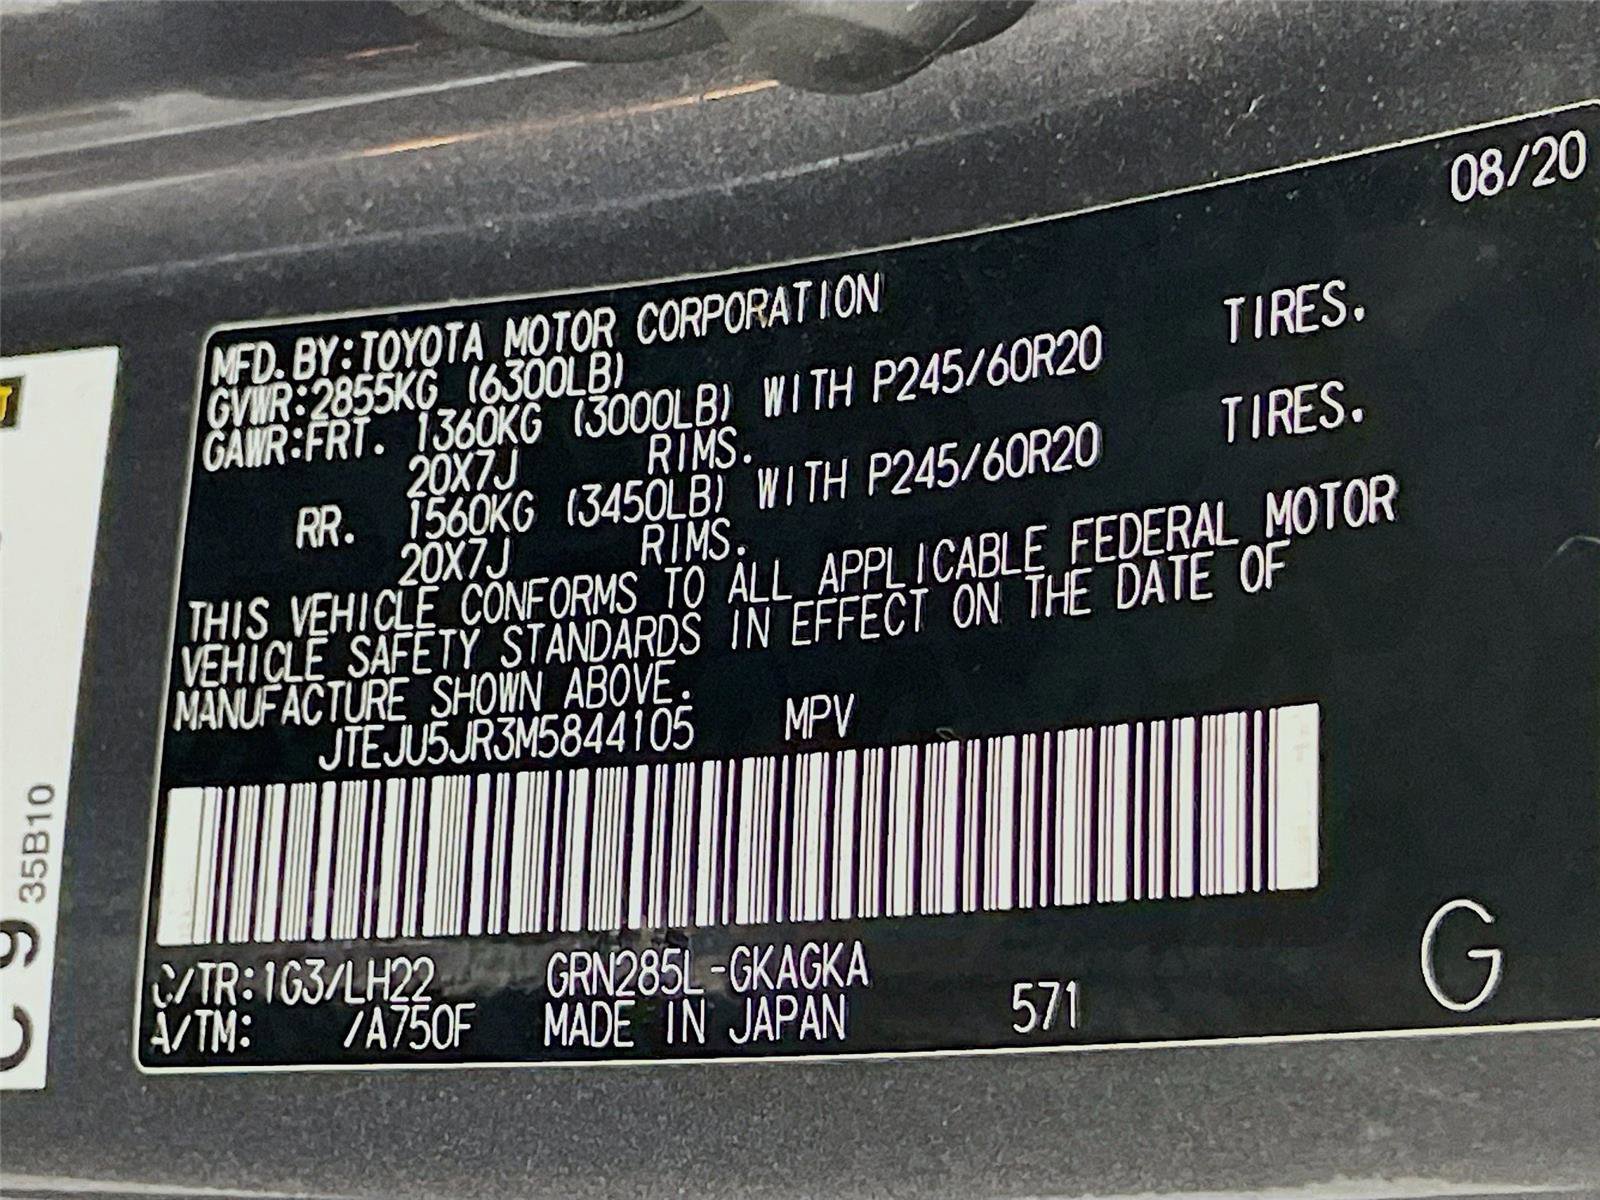 08/20
MFD. BY:TOYOTA MOTOR CORPORATION
GVWR:2855KG (6300LB)
GAWR:FRT. 1360KG (3000LB) WITH P245/60R20 TIRES.
20X7J RIMS.
RR. 1560KG (3450LB) WITH P245/60R20 TIRES.
20X7J RIMS.
THIS VEHICLE CONFORMS TO ALL APPLICABLE FEDERAL MOTOR
VEHICLE SAFETY STANDARDS IN EFFECT ON THE DATE OF
MANUFACTURE SHOWN ABOVE.
JTEJU5JR3M5844105 MPV
C/TR:1G3/LH22 GRN285L-GKAGKA
A/TM: /A750F MADE IN JAPAN 571
G
35B10